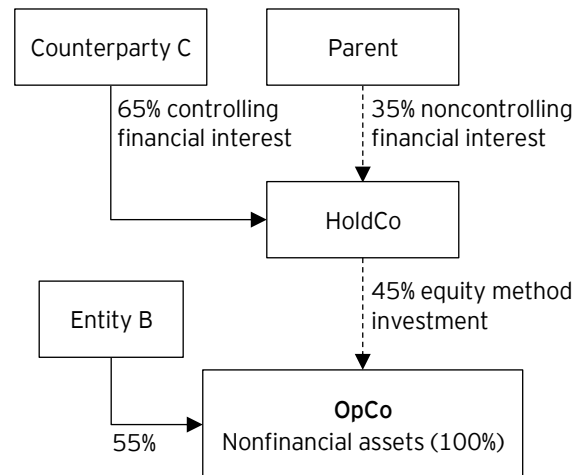 Counterparty C
Parent
65% controlling
financial interest
35% noncontrolling
financial interest
HoldCo
45% equity method
investment
Entity B
55%
OpCo
Nonfinancial assets (100%)